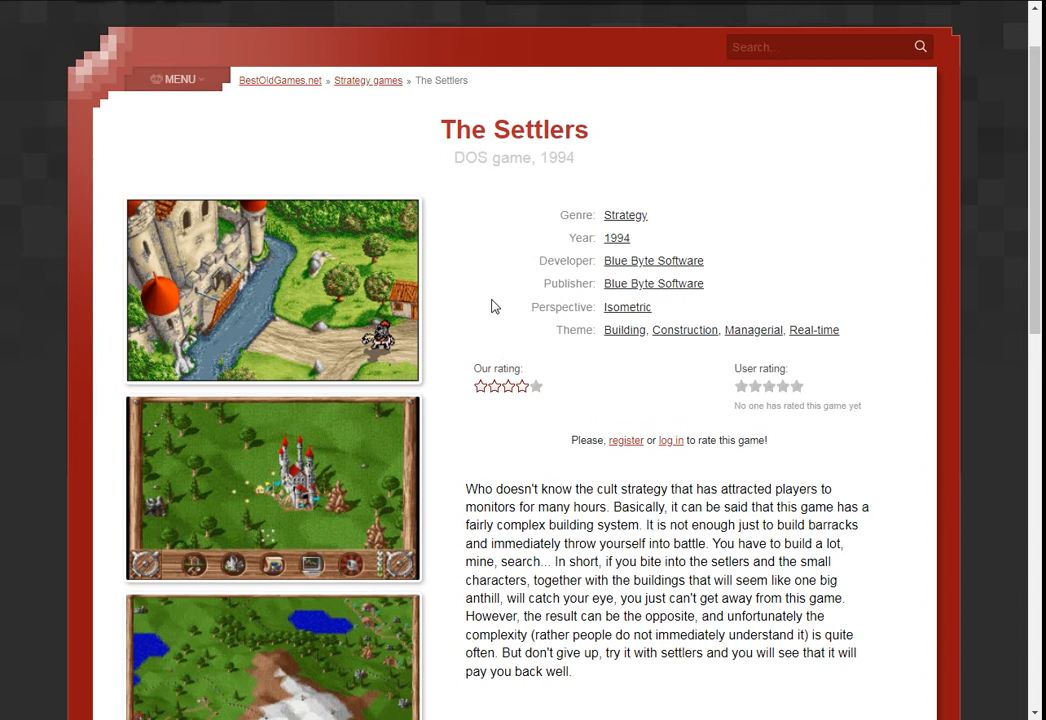 Search...
MENU
BestOldGames.net » Strategy games » The Settlers
The Settlers
DOS game, 1994
Genre: Strategy
Year: 1994
Developer: Blue Byte Software
Publisher: Blue Byte Software
Perspective: Isometric
Theme: Building, Construction, Managerial, Real-time
Our rating:
User rating:
No one has rated this game yet
Please, register or log in to rate this game!
Who doesn't know the cult strategy that has attracted players to
monitors for many hours. Basically, it can be said that this game has a
fairly complex building system. It is not enough just to build barracks
and immediately throw yourself into battle. You have to build a lot,
mine, search... In short, if you bite into the setlers and the small
characters, together with the buildings that will seem like one big
anthill, will catch your eye, you just can't get away from this game.
However, the result can be the opposite, and unfortunately the
complexity (rather people do not immediately understand it) is quite
often. But don't give up, try it with settlers and you will see that it will
pay you back well.